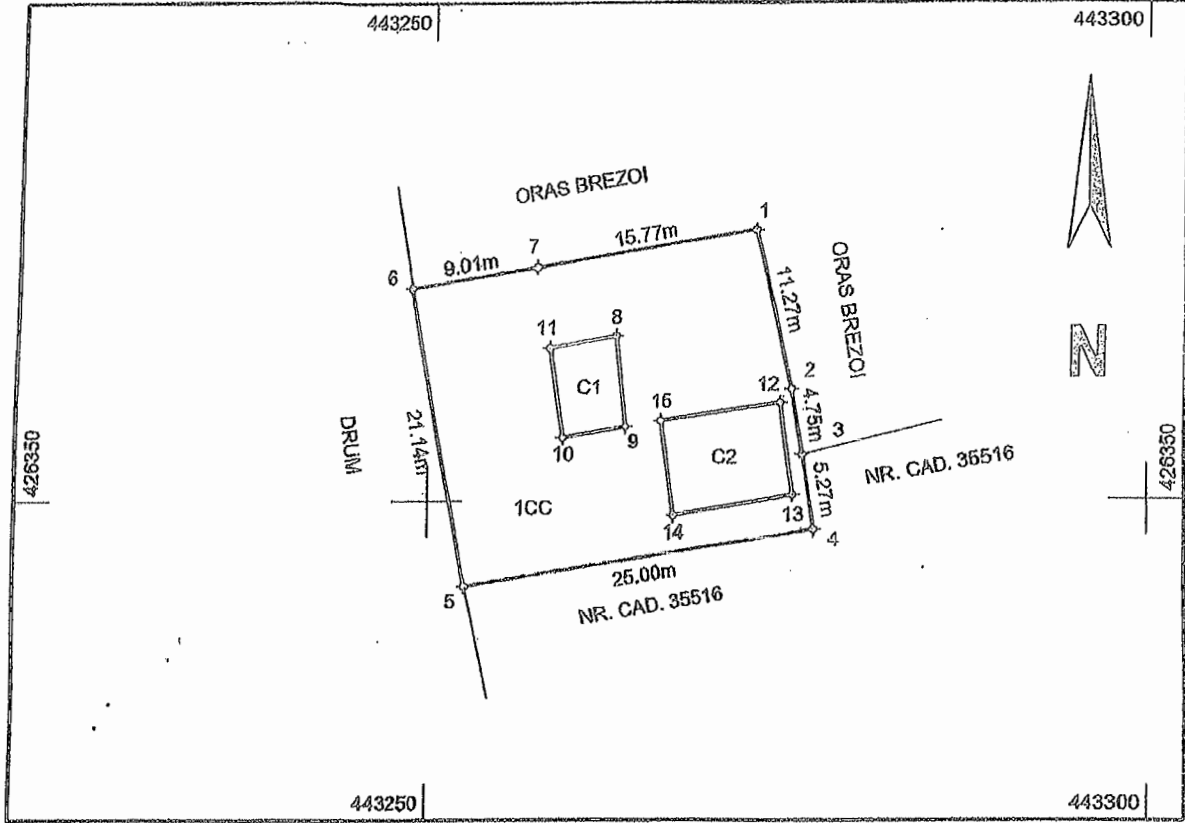 443250
443300
ORAS BREZOI
1
7
15.77m
6
9.01m
ORAS BREZOI
11.27m
N
11
8
C1
2
12
4.75m
16
3
9
10
21.14m
DRUM
C2
5.27m
NR. CAD. 35516
426350
426350
1CC
13
14
4
25.00m
5
NR. CAD. 35516
443250
443300